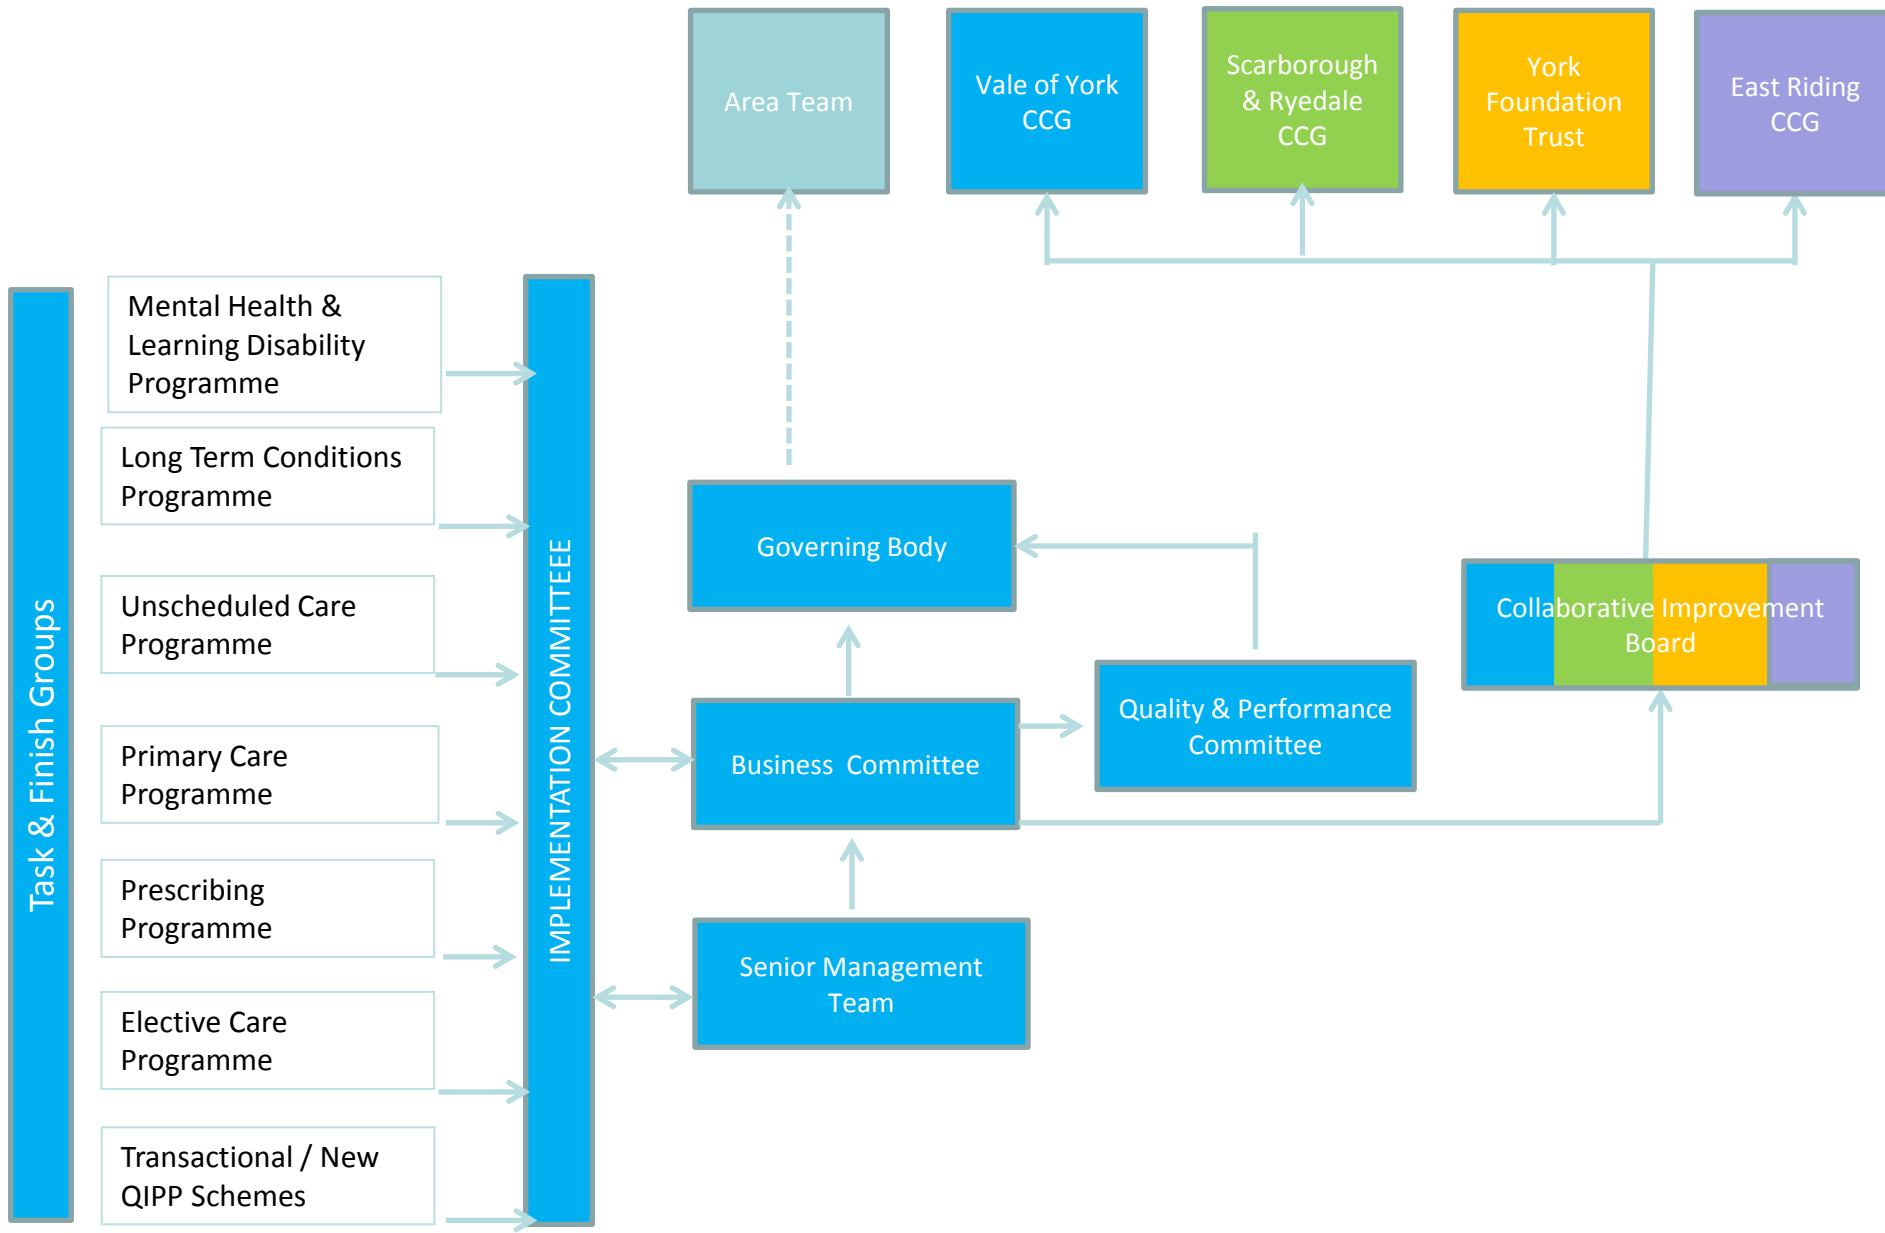 Area Team
Vale of York
CCG
Scarborough
& Ryedale
CCG
York
Foundation
Trust
East Riding
CCG
Task & Finish Groups
Mental Health &
Learning Disability
Programme
Long Term Conditions
Programme
Unscheduled Care
Programme
Primary Care
Programme
Prescribing
Programme
Elective Care
Programme
Transactional / New
QIPP Schemes
IMPLEMENTATION COMMITTEEE
Governing Body
Business  Committee
Senior Management
Team
Quality & Performance
Committee
Collaborative Improvement
Board